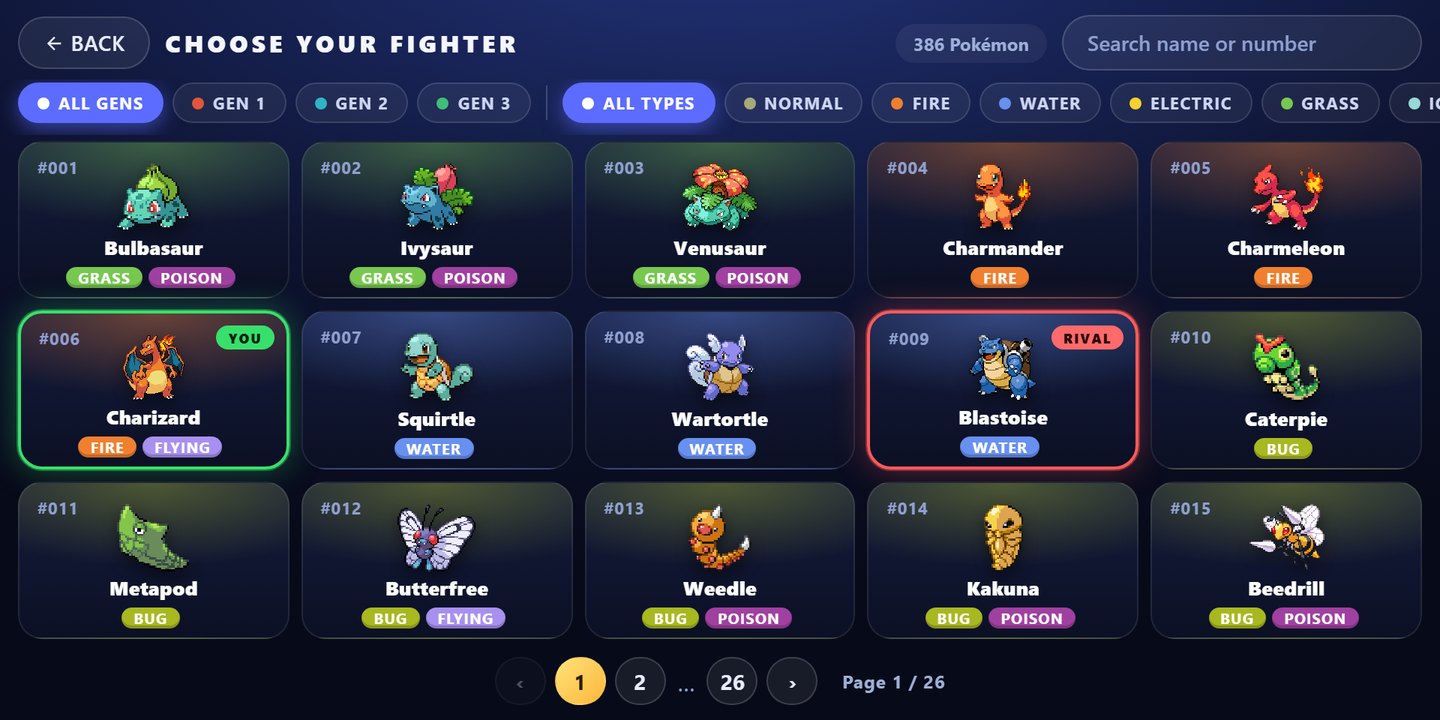 ← BACK
CHOOSE YOUR FIGHTER
386 Pokémon
Search name or number
ALL GENS
GEN 1
GEN 2
GEN 3
ALL TYPES
NORMAL
FIRE
WATER
ELECTRIC
GRASS
#001
Bulbasaur
GRASS POISON
#002
Ivysaur
GRASS POISON
#003
Venusaur
GRASS POISON
#004
Charmander
FIRE
#005
Charmeleon
FIRE
#006
YOU
Charizard
FIRE FLYING
#007
Squirtle
WATER
#008
Wartortle
WATER
#009
RIVAL
Blastoise
WATER
#010
Caterpie
BUG
#011
Metapod
BUG
#012
Butterfree
BUG FLYING
#013
Weedle
BUG POISON
#014
Kakuna
BUG POISON
#015
Beedrill
BUG POISON
‹ 1 2 ... 26 › Page 1 / 26